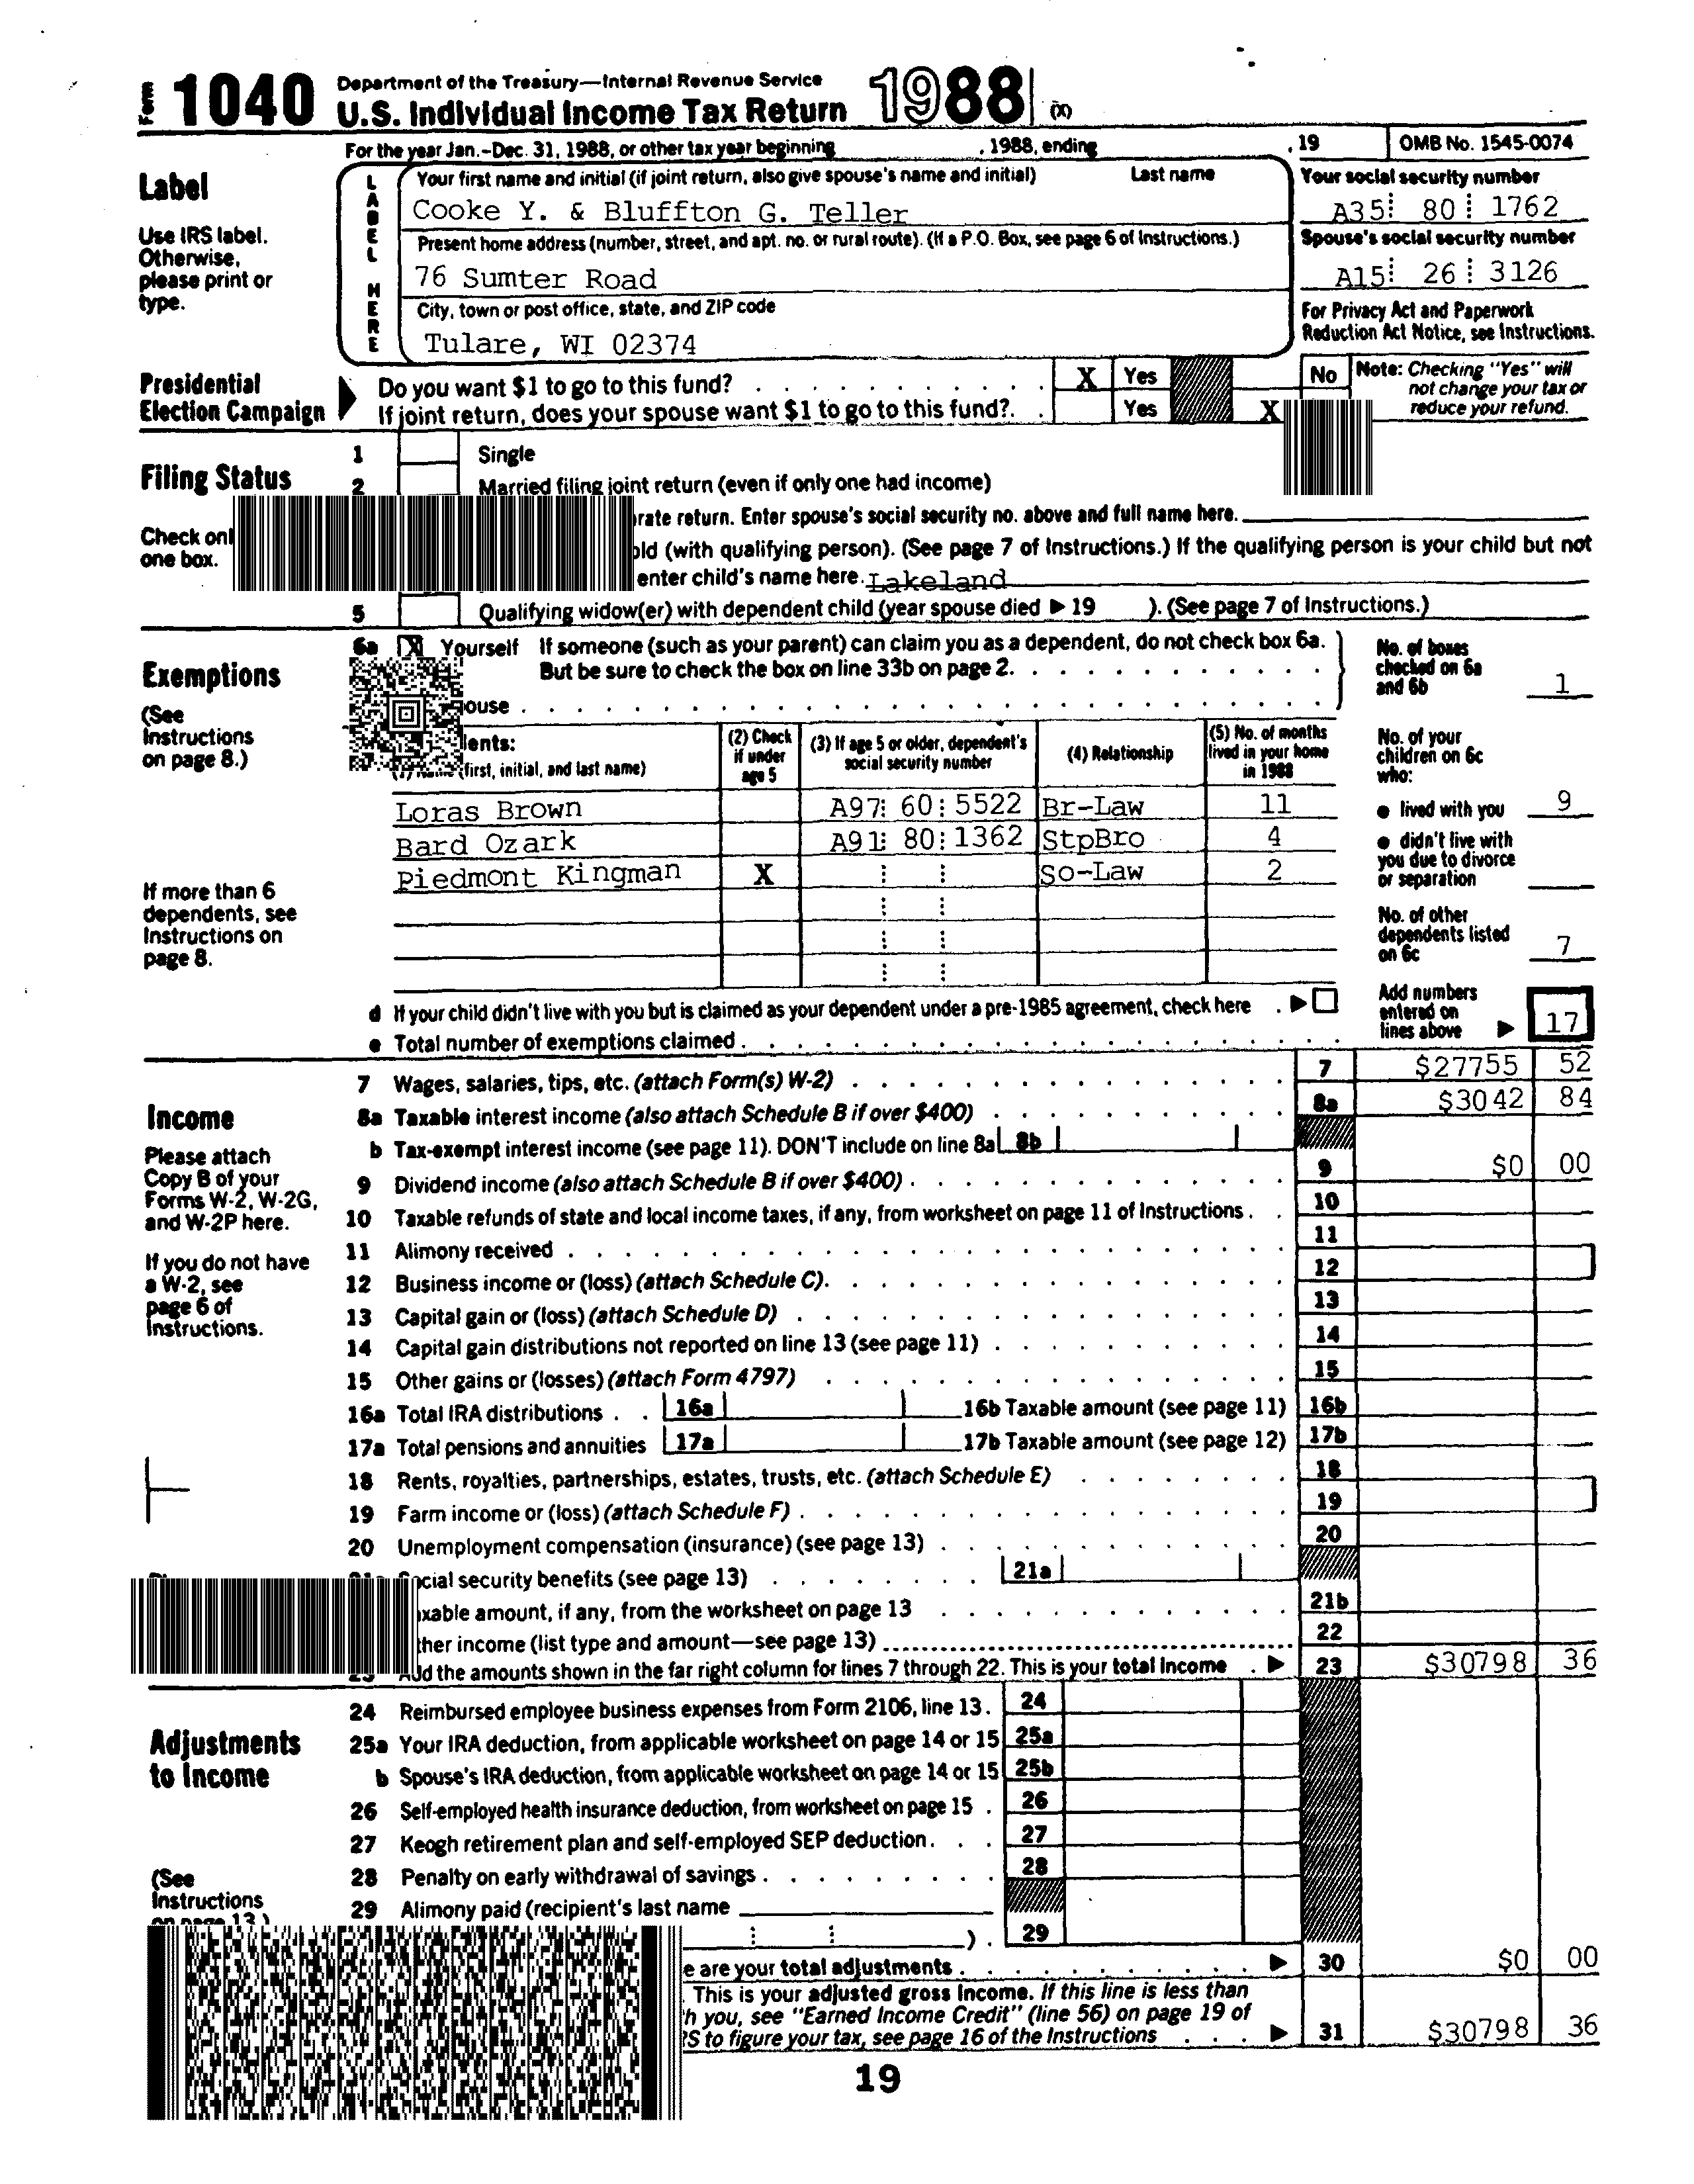 Form 1040 Department of the Treasury—Internal Revenue Service
U.S. Individual Income Tax Return 1988 (X)
For the year Jan.–Dec. 31, 1988, or other tax year beginning , 1988, ending , 19 OMB No. 1545-0074
Label
Use IRS label. Otherwise, please print or type.
LABEL HERE
Your first name and initial (if joint return, also give spouse's name and initial) Last name
Cooke Y. & Bluffton G. Teller
Your social security number
A35 80 1762
Present home address (number, street, and apt. no. or rural route). (If a P.O. Box, see page 6 of Instructions.)
76 Sumter Road
Spouse's social security number
A15 26 3126
City, town or post office, state, and ZIP code
Tulare, WI 02374
For Privacy Act and Paperwork
Reduction Act Notice, see Instructions.
Presidential
Election Campaign
Do you want $1 to go to this fund? X Yes No
If joint return, does your spouse want $1 to go to this fund? Yes X
Note: Checking "Yes" will
not change your tax or
reduce your refund.
Filing Status
Check
one box.
1 Single
2 Married filing joint return (even if only one had income)
return. Enter spouse's social security no. above and full name here.
(with qualifying person). (See page 7 of Instructions.) If the qualifying person is your child but not
enter child's name here. Lakeland
5 Qualifying widow(er) with dependent child (year spouse died ▶ 19 ). (See page 7 of Instructions.)
Exemptions
(See
Instructions
on page 8.)
6a X Yourself If someone (such as your parent) can claim you as a dependent, do not check box 6a.
But be sure to check the box on line 33b on page 2.
No. of boxes
checked on 6a
and 6b 1
(first, initial, and last name)
(2) Check
if under
age 5
(3) If age 5 or older, dependent's
social security number
(4) Relationship
(5) No. of months
lived in your home
in 1988
Loras Brown A97 60 5522 Br-Law 11
Bard Ozark A91 80 1362 StpBro 4
Piedmont Kingman X So-Law 2
If more than 6
dependents, see
Instructions on
page 8.
No. of your
children on 6c
who:
● lived with you 9
● didn't live with
you due to divorce
or separation
No. of other
dependents listed
on 6c 7
d If your child didn't live with you but is claimed as your dependent under a pre-1985 agreement, check here ▶
e Total number of exemptions claimed
Add numbers
entered on
lines above ▶ 17
Income
Please attach
Copy B of your
Forms W-2, W-2G,
and W-2P here.
If you do not have
a W-2, see
page 6 of
Instructions.
7 Wages, salaries, tips, etc. (attach Form(s) W-2) 7 $27755 52
8a Taxable interest income (also attach Schedule B if over $400) 8a $3042 84
b Tax-exempt interest income (see page 11). DON'T include on line 8a 8b
9 Dividend income (also attach Schedule B if over $400) 9 $0 00
10 Taxable refunds of state and local income taxes, if any, from worksheet on page 11 of Instructions 10
11 Alimony received 11
12 Business income or (loss) (attach Schedule C) 12
13 Capital gain or (loss) (attach Schedule D) 13
14 Capital gain distributions not reported on line 13 (see page 11) 14
15 Other gains or (losses) (attach Form 4797) 15
16a Total IRA distributions 16a 16b Taxable amount (see page 11) 16b
17a Total pensions and annuities 17a 17b Taxable amount (see page 12) 17b
18 Rents, royalties, partnerships, estates, trusts, etc. (attach Schedule E) 18
19 Farm income or (loss) (attach Schedule F) 19
20 Unemployment compensation (insurance) (see page 13) 20
security benefits (see page 13) 21a
amount, if any, from the worksheet on page 13 21b
income (list type and amount—see page 13) 22
Add the amounts shown in the far right column for lines 7 through 22. This is your total income ▶ 23 $30798 36
Adjustments
to Income
(See
Instructions
24 Reimbursed employee business expenses from Form 2106, line 13 24
25a Your IRA deduction, from applicable worksheet on page 14 or 15 25a
b Spouse's IRA deduction, from applicable worksheet on page 14 or 15 25b
26 Self-employed health insurance deduction, from worksheet on page 15 26
27 Keogh retirement plan and self-employed SEP deduction 27
28 Penalty on early withdrawal of savings 28
29 Alimony paid (recipient's last name
) 29
are your total adjustments ▶ 30 $0 00
This is your adjusted gross income. If this line is less than
you, see "Earned Income Credit" (line 56) on page 19 of
to figure your tax, see page 16 of the Instructions ▶ 31 $30798 36
19